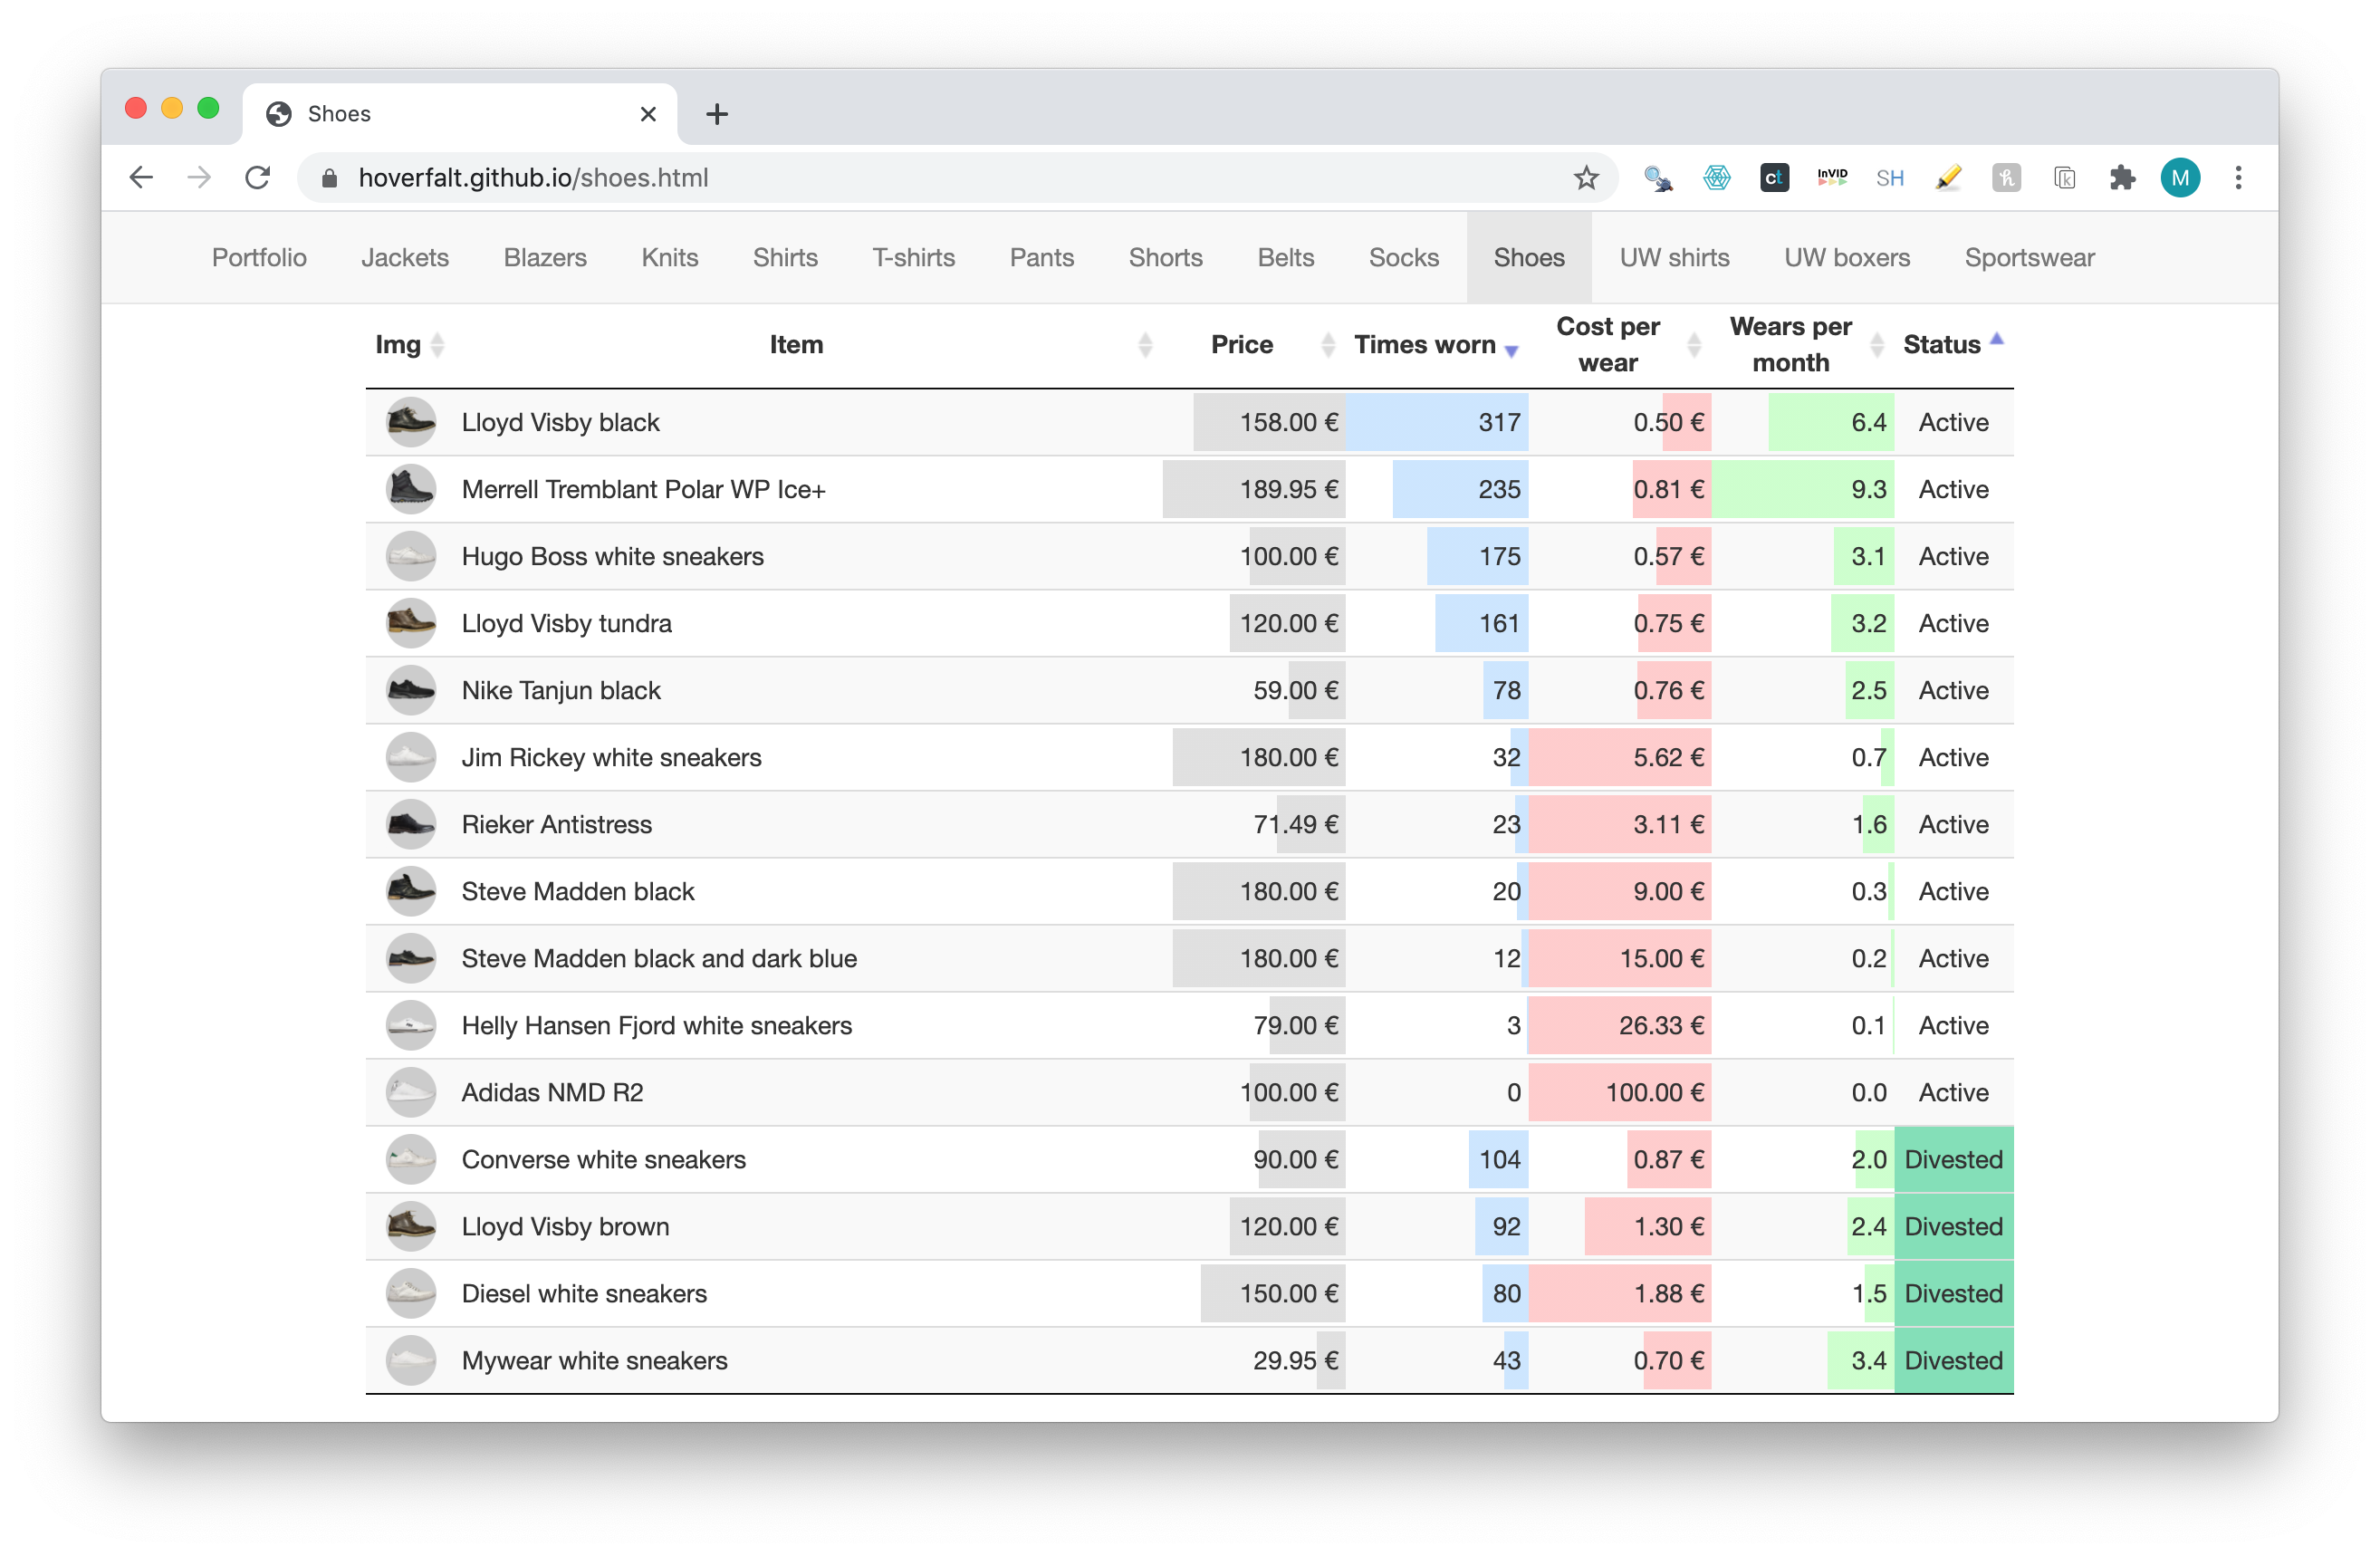 Shoes
hoverfalt.github.io/shoes.html
ct
InVID
SH
h
k
M
Portfolio Jackets Blazers Knits Shirts T-shirts Pants Shorts Belts Socks Shoes UW shirts UW boxers Sportswear
Img Item Price Times worn Cost per wear Wears per month Status
Lloyd Visby black 158.00 € 317 0.50 € 6.4 Active
Merrell Tremblant Polar WP Ice+ 189.95 € 235 0.81 € 9.3 Active
Hugo Boss white sneakers 100.00 € 175 0.57 € 3.1 Active
Lloyd Visby tundra 120.00 € 161 0.75 € 3.2 Active
Nike Tanjun black 59.00 € 78 0.76 € 2.5 Active
Jim Rickey white sneakers 180.00 € 32 5.62 € 0.7 Active
Rieker Antistress 71.49 € 23 3.11 € 1.6 Active
Steve Madden black 180.00 € 20 9.00 € 0.3 Active
Steve Madden black and dark blue 180.00 € 12 15.00 € 0.2 Active
Helly Hansen Fjord white sneakers 79.00 € 3 26.33 € 0.1 Active
Adidas NMD R2 100.00 € 0 100.00 € 0.0 Active
Converse white sneakers 90.00 € 104 0.87 € 2.0 Divested
Lloyd Visby brown 120.00 € 92 1.30 € 2.4 Divested
Diesel white sneakers 150.00 € 80 1.88 € 1.5 Divested
Mywear white sneakers 29.95 € 43 0.70 € 3.4 Divested